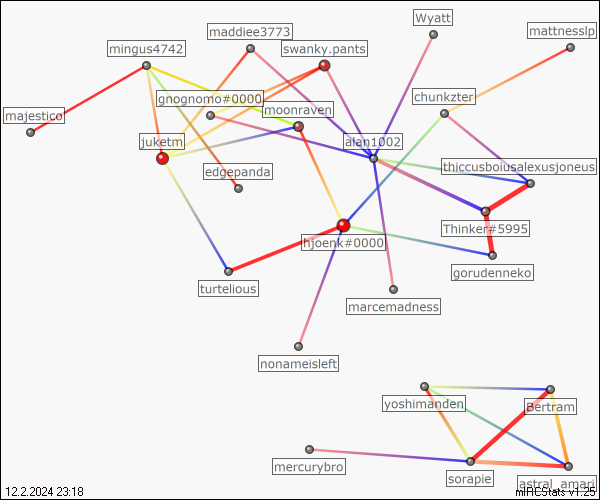 Wyatt
maddiee3773
mattnesslp
mingus4742
swanky.pants
gnognomo#0000
chunkzter
moonraven
majestico
juketm
alan1002
edgepanda
thiccusboiusalexusjoneus
Thinker#5995
hjoenk#0000
gorudenneko
turtelious
marcemadness
nonameisleft
yoshimanden
Bertram
mercurybro
sorapie
astral_amari
12.2.2024 23:18
mIRCStats v1.25